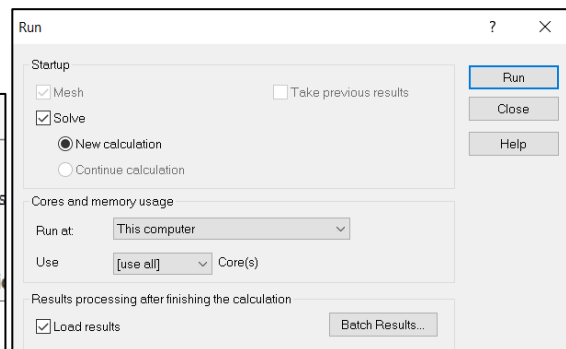 Run ?
Startup
Mesh Take previous results
Solve
New calculation
Continue calculation
Run
Close
Help
Cores and memory usage
Run at: This computer
Use [use all] Core(s)
Results processing after finishing the calculation
Load results Batch Results...